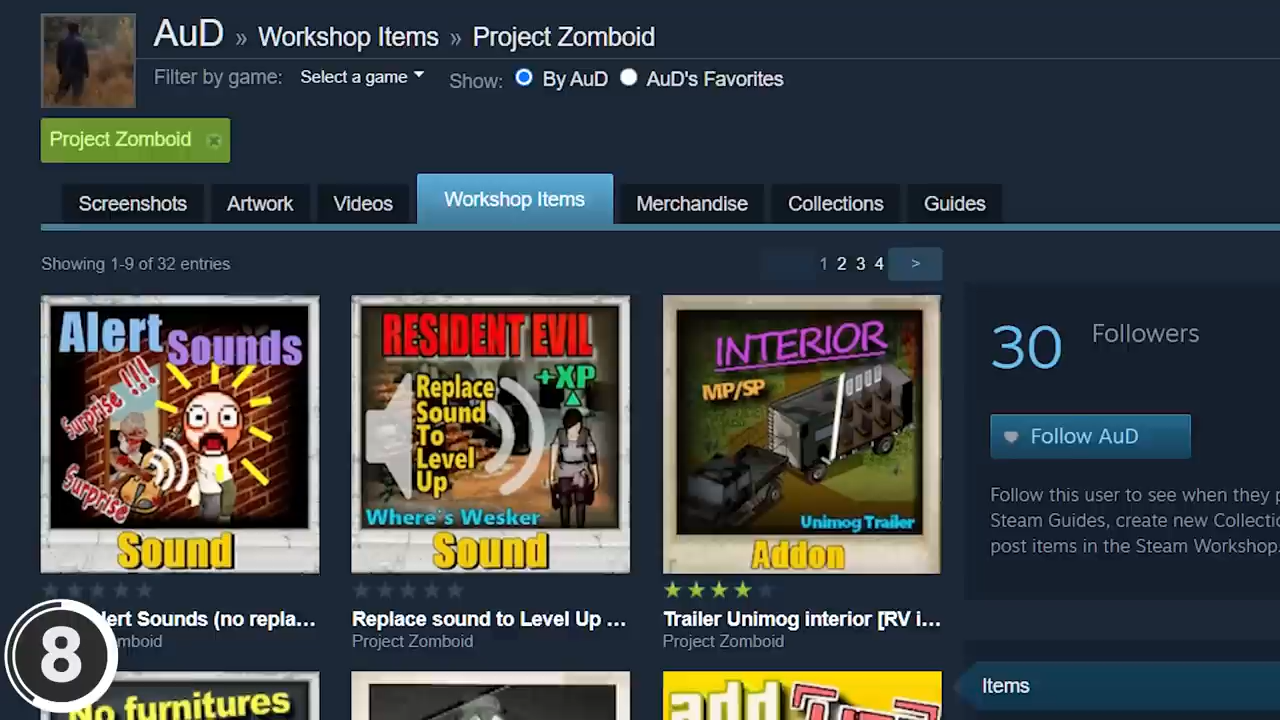 AuD » Workshop Items » Project Zomboid
Filter by game: Select a game Show: By AuD AuD's Favorites
Project Zomboid
Screenshots Artwork Videos Workshop Items Merchandise Collections Guides
Showing 1-9 of 32 entries
1 2 3 4 >
Alert Sounds
Surprise !!!
Surprise
Sound
RESIDENT EVIL
+XP
Replace
Sound
To
Level
Up
Where's Wesker
Sound
INTERIOR
MP/SP
Unimog Trailer
Addon
30 Followers
Follow AuD
Follow this user to see when they p
Steam Guides, create new Collectio
post items in the Steam Workshop.
lert Sounds (no repla...
mboid
Replace sound to Level Up ...
Project Zomboid
Trailer Unimog interior [RV i...
Project Zomboid
8
No furnitures
add
Items